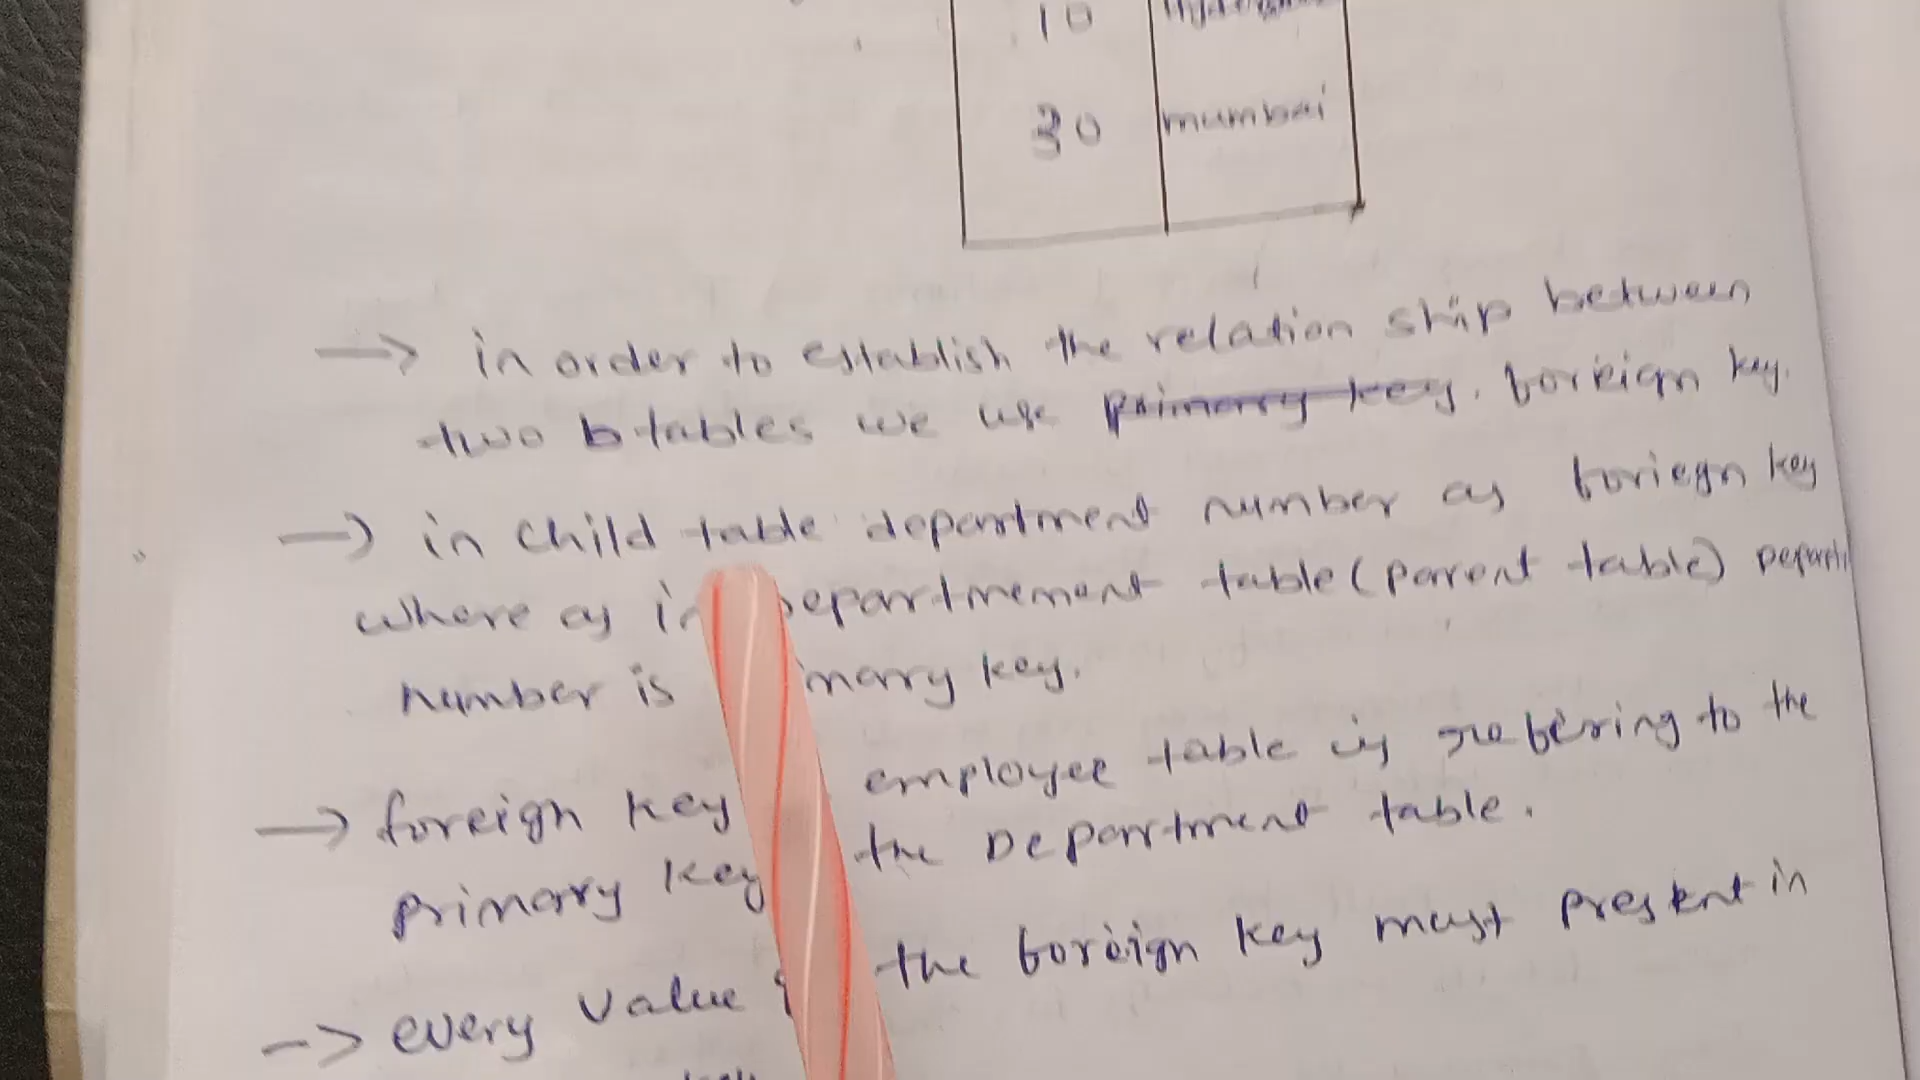 10
30 mumbai
→ in order to establish the relation ship between
two b tables we use primary key. foreign key.
→ in child table department number as foriegn key
where as in Departmement table (parent table)
number is key.
→ foreign key employee table is refering to the
primary key the Department table.
→ every value the foreign key must present in